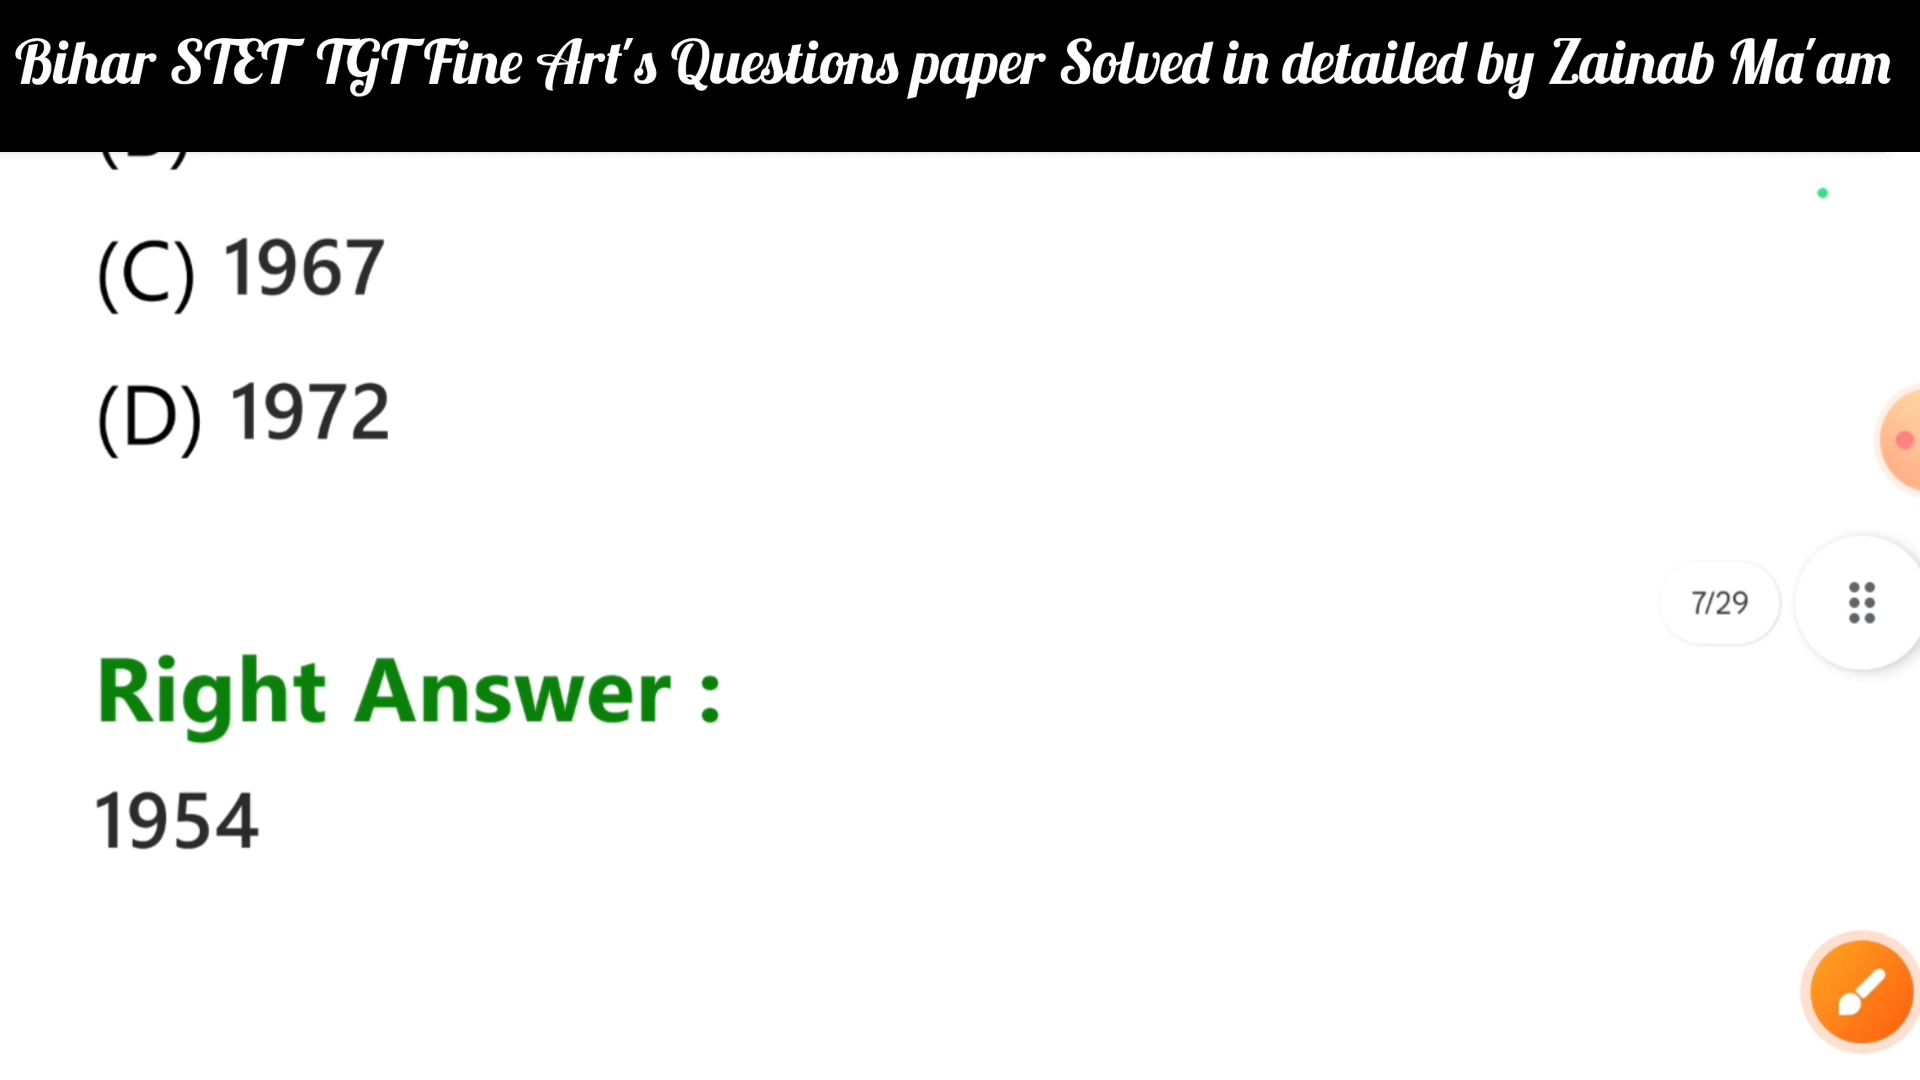 Bihar STET TGT Fine Art's Questions paper Solved in detailed by Zainab Ma'am
(C) 1967
(D) 1972
7/29
Right Answer :
1954